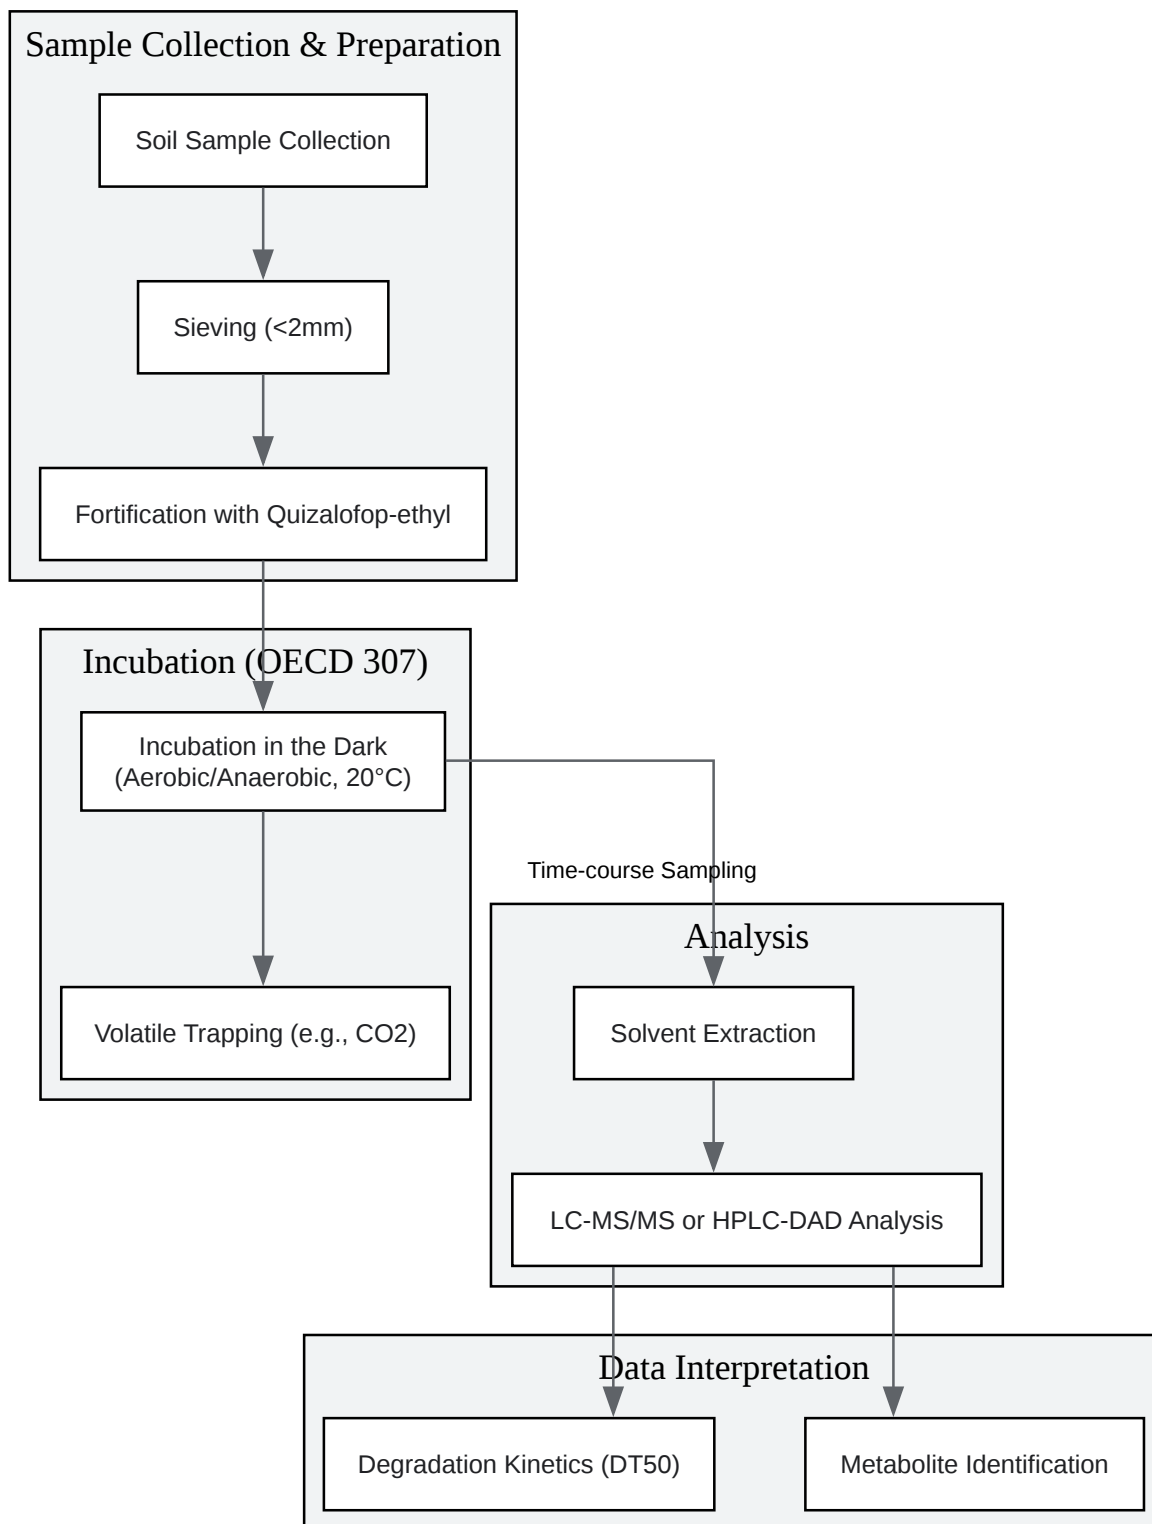 Sample Collection & Preparation
Soil Sample Collection
Sieving (<2mm)
Fortification with Quizalofop-ethyl
Incubation (OECD 307)
Incubation in the Dark
(Aerobic/Anaerobic, 20°C)
Time-course Sampling
Volatile Trapping (e.g., CO2)
Analysis
Solvent Extraction
LC-MS/MS or HPLC-DAD Analysis
Data Interpretation
Degradation Kinetics (DT50)
Metabolite Identification